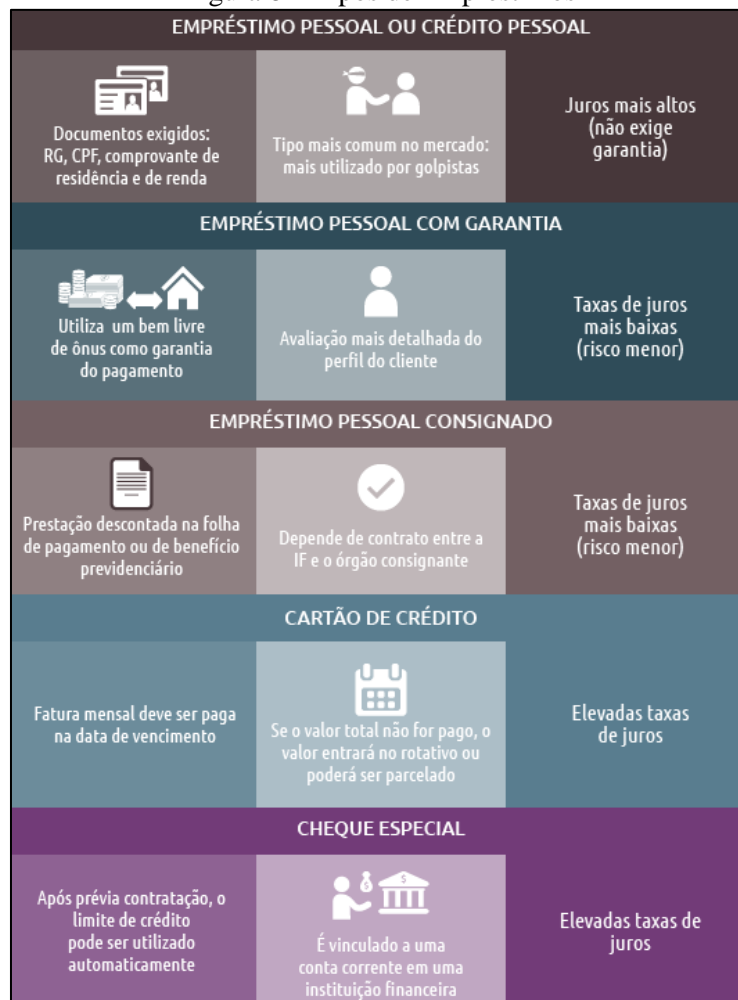 EMPRÉSTIMO PESSOAL OU CRÉDITO PESSOAL
Documentos exigidos:
RG, CPF, comprovante de
residência e de renda
Tipo mais comum no mercado:
mais utilizado por golpistas
Juros mais altos
(não exige
garantia)
EMPRÉSTIMO PESSOAL COM GARANTIA
Utiliza um bem livre
de ônus como garantia
do pagamento
Avaliação mais detalhada do
perfil do cliente
Taxas de juros
mais baixas
(risco menor)
EMPRÉSTIMO PESSOAL CONSIGNADO
Prestação descontada na folha
de pagamento ou de benefício
previdenciário
Depende de contrato entre a
IF e o órgão consignante
Taxas de juros
mais baixas
(risco menor)
CARTÃO DE CRÉDITO
Fatura mensal deve ser paga
na data de vencimento
Se o valor total não for pago, o
valor entrará no rotativo ou
poderá ser parcelado
Elevadas taxas
de juros
CHEQUE ESPECIAL
Após prévia contratação, o
limite de crédito
pode ser utilizado
automaticamente
$
$
É vinculado a uma
conta corrente em uma
instituição financeira
Elevadas taxas de
juros